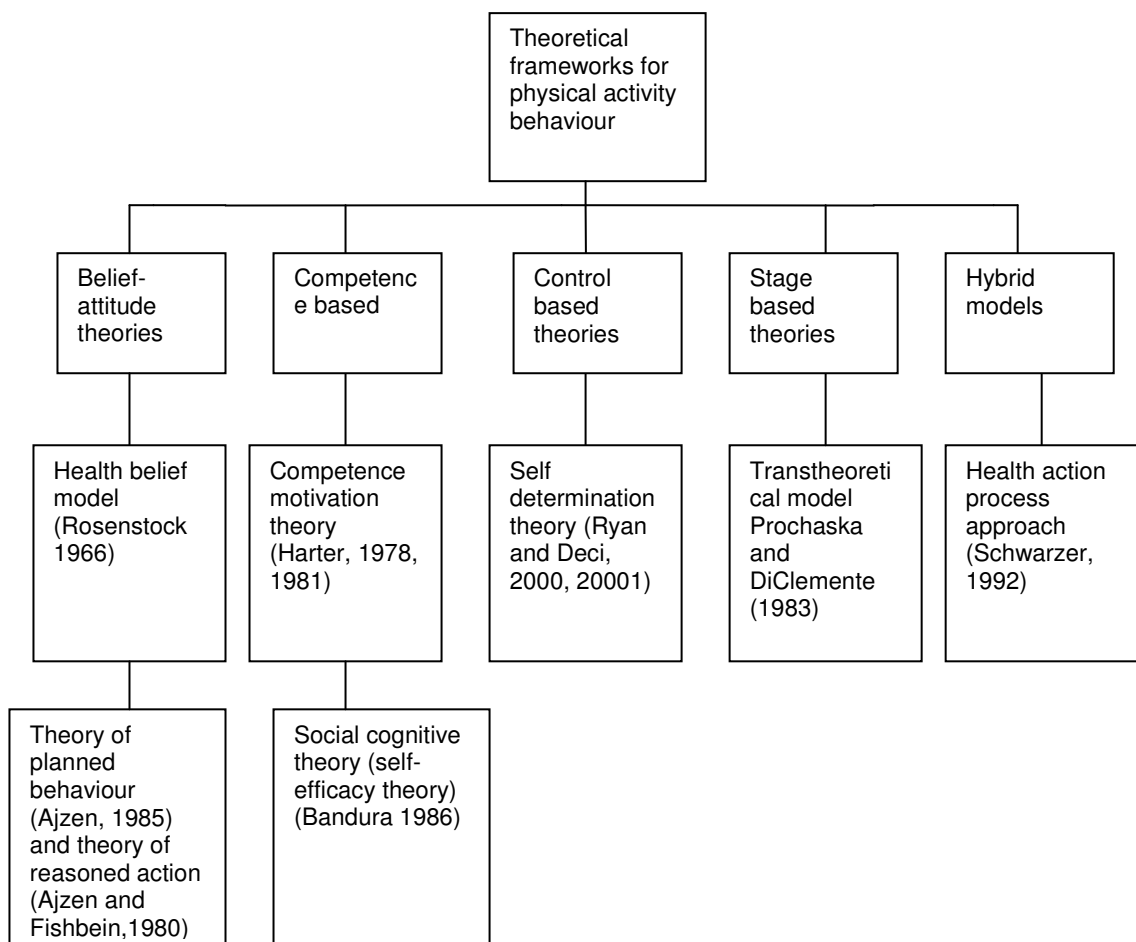 Theoretical
frameworks for
physical activity
behaviour
Belief-
attitude
theories
Competenc
e based
Control
based
theories
Stage
based
theories
Hybrid
models
Health belief
model
(Rosenstock
1966)
Competence
motivation
theory
(Harter, 1978,
1981)
Self
determination
theory (Ryan
and Deci,
2000, 20001)
Transtheoreti
cal model
Prochaska
and
DiClemente
(1983)
Health action
process
approach
(Schwarzer,
1992)
Theory of
planned
behaviour
(Ajzen, 1985)
and theory of
reasoned action
(Ajzen and
Fishbein,1980)
Social cognitive
theory (self-
efficacy theory)
(Bandura 1986)